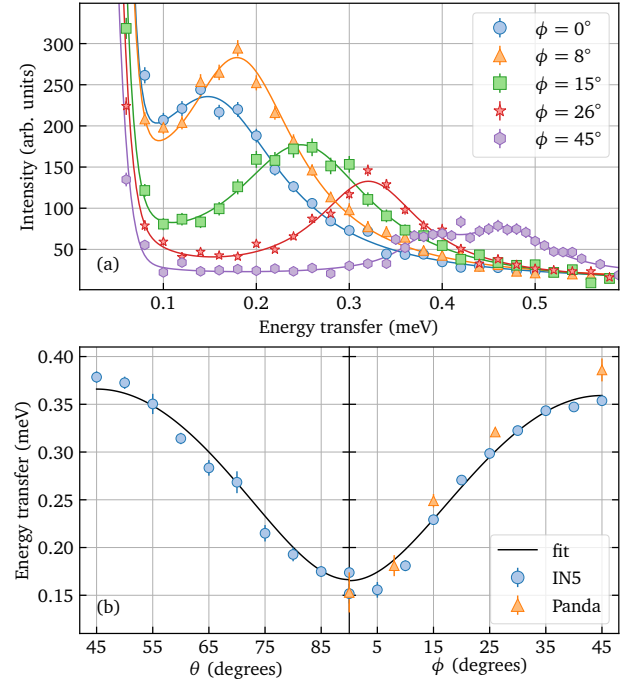 350
300
250
200
150
100
50
Intensity (arb. units)
(a)
ϕ = 0°
ϕ = 8°
ϕ = 15°
ϕ = 26°
ϕ = 45°
0.1 0.2 0.3 0.4 0.5
Energy transfer (meV)
0.40
0.35
0.30
0.25
0.20
0.15
Energy transfer (meV)
(b)
fit
IN5
Panda
45 55 65 75 85 5 15 25 35 45
θ (degrees) ϕ (degrees)